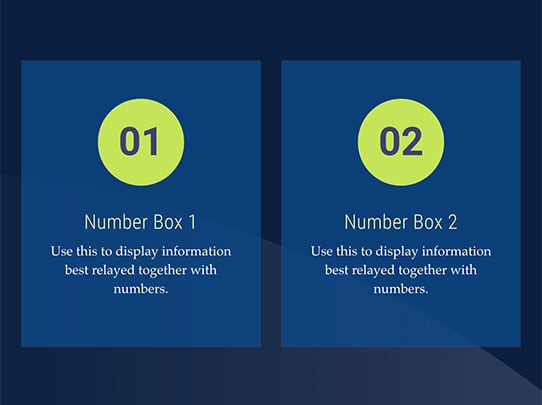 01
Number Box 1
Use this to display information
best relayed together with
numbers.
02
Number Box 2
Use this to display information
best relayed together with
numbers.